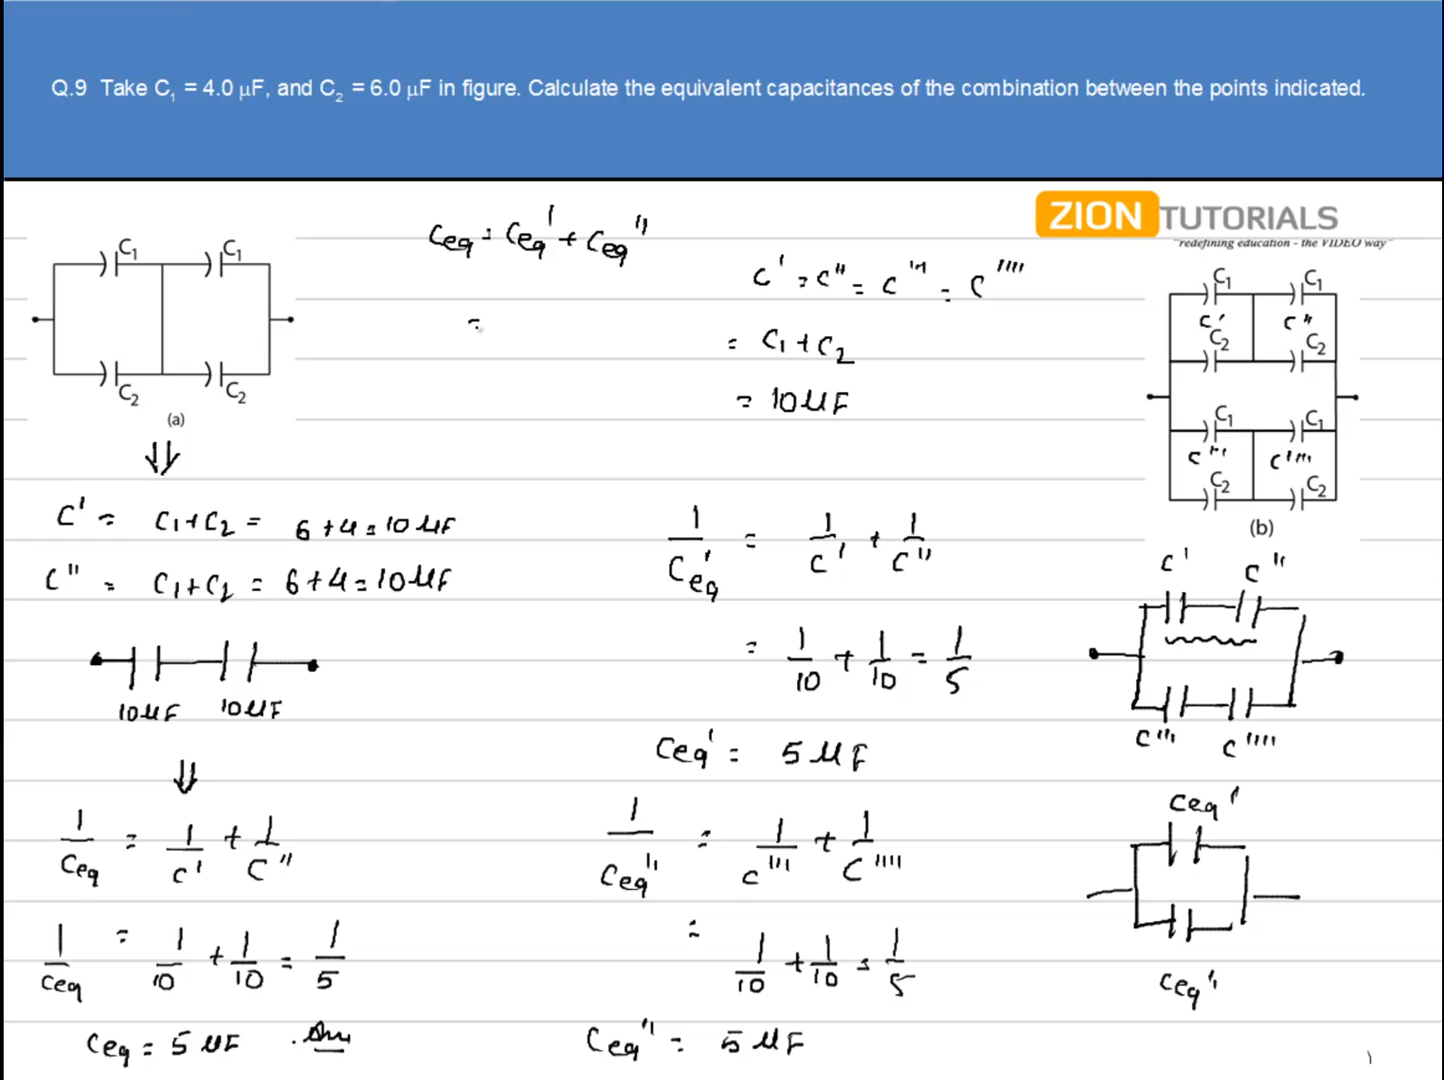 Q.9 Take C₁ = 4.0 μF, and C₂ = 6.0 μF in figure. Calculate the equivalent capacitances of the combination between the points indicated.
ZION TUTORIALS
"redefining education - the VIDEO way"
C₁ C₁
C₂ C₂
(a)
⇓
C' = C₁+C₂ = 6+4 = 10 μF
C'' = C₁+C₂ = 6+4 = 10 μF
10 μF 10 μF
⇓
1/Ceq = 1/C' + 1/C''
1/Ceq = 1/10 + 1/10 = 1/5
Ceq = 5 μF . Ans
Ceq = Ceq' + Ceq''
=
C' = C'' = C''' = C''''
= C₁ + C₂
= 10 μF
1/Ceq' = 1/C' + 1/C''
= 1/10 + 1/10 = 1/5
Ceq' = 5 μF
1/Ceq'' = 1/C''' + 1/C''''
= 1/10 + 1/10 = 1/5
Ceq'' = 5 μF
C₁ C₁
C' C''
C₂ C₂
C₁ C₁
C''' C''''
C₂ C₂
(b)
C' C''
C''' C''''
Ceq'
Ceq''